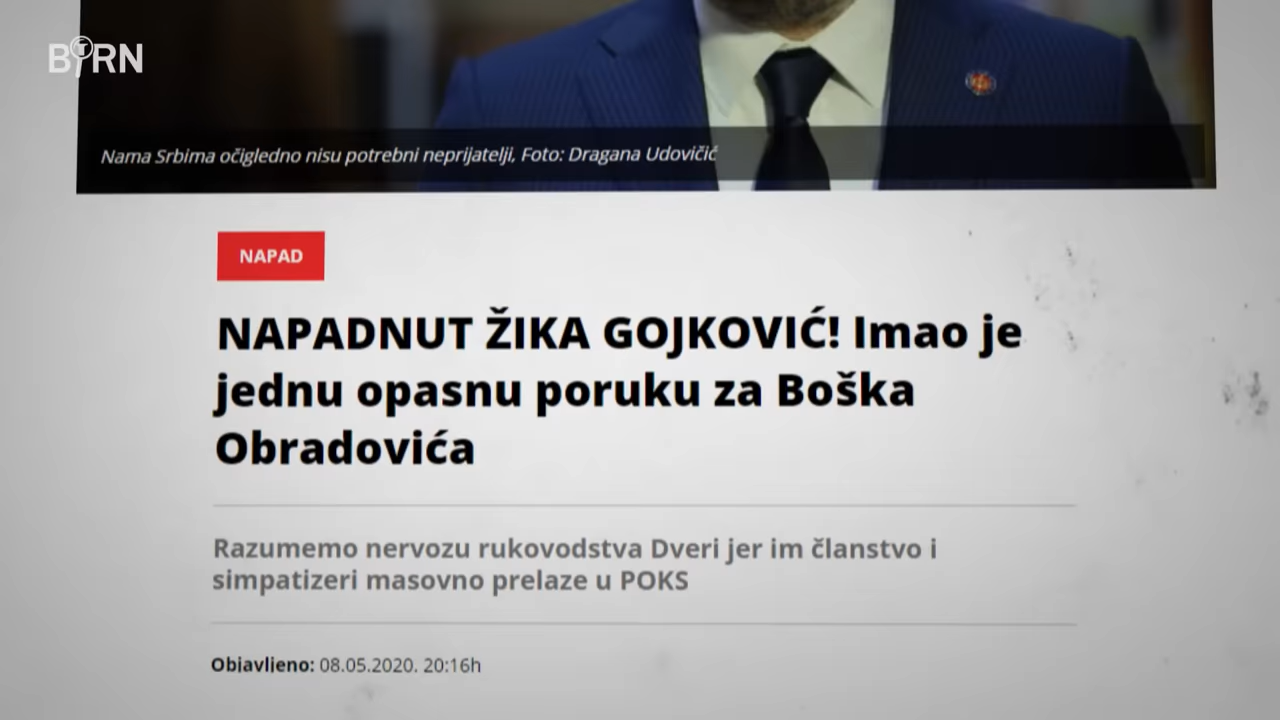 BIRN
Nama Srbima očigledno nisu potrebni neprijatelji, Foto: Dragana Udovičić
NAPAD
NAPADNUT ŽIKA GOJKOVIĆ! Imao je
jednu opasnu poruku za Boška
Obradovića
Razumemo nervozu rukovodstva Dveri jer im članstvo i
simpatizeri masovno prelaze u POKS
Objavljeno: 08.05.2020. 20:16h